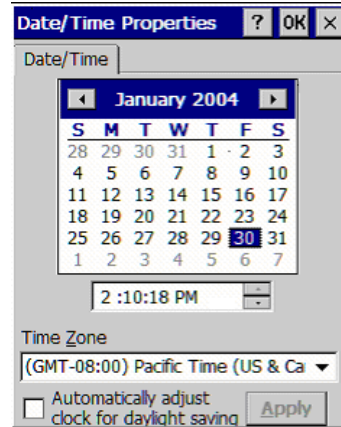 Date/Time Properties ? OK ×
Date/Time
January 2004
S M T W T F S
28 29 30 31 1 2 3
4 5 6 7 8 9 10
11 12 13 14 15 16 17
18 19 20 21 22 23 24
25 26 27 28 29 30 31
1 2 3 4 5 6 7
2 :10:18 PM
Time Zone
(GMT-08:00) Pacific Time (US & Ca
Automatically adjust
clock for daylight saving
Apply